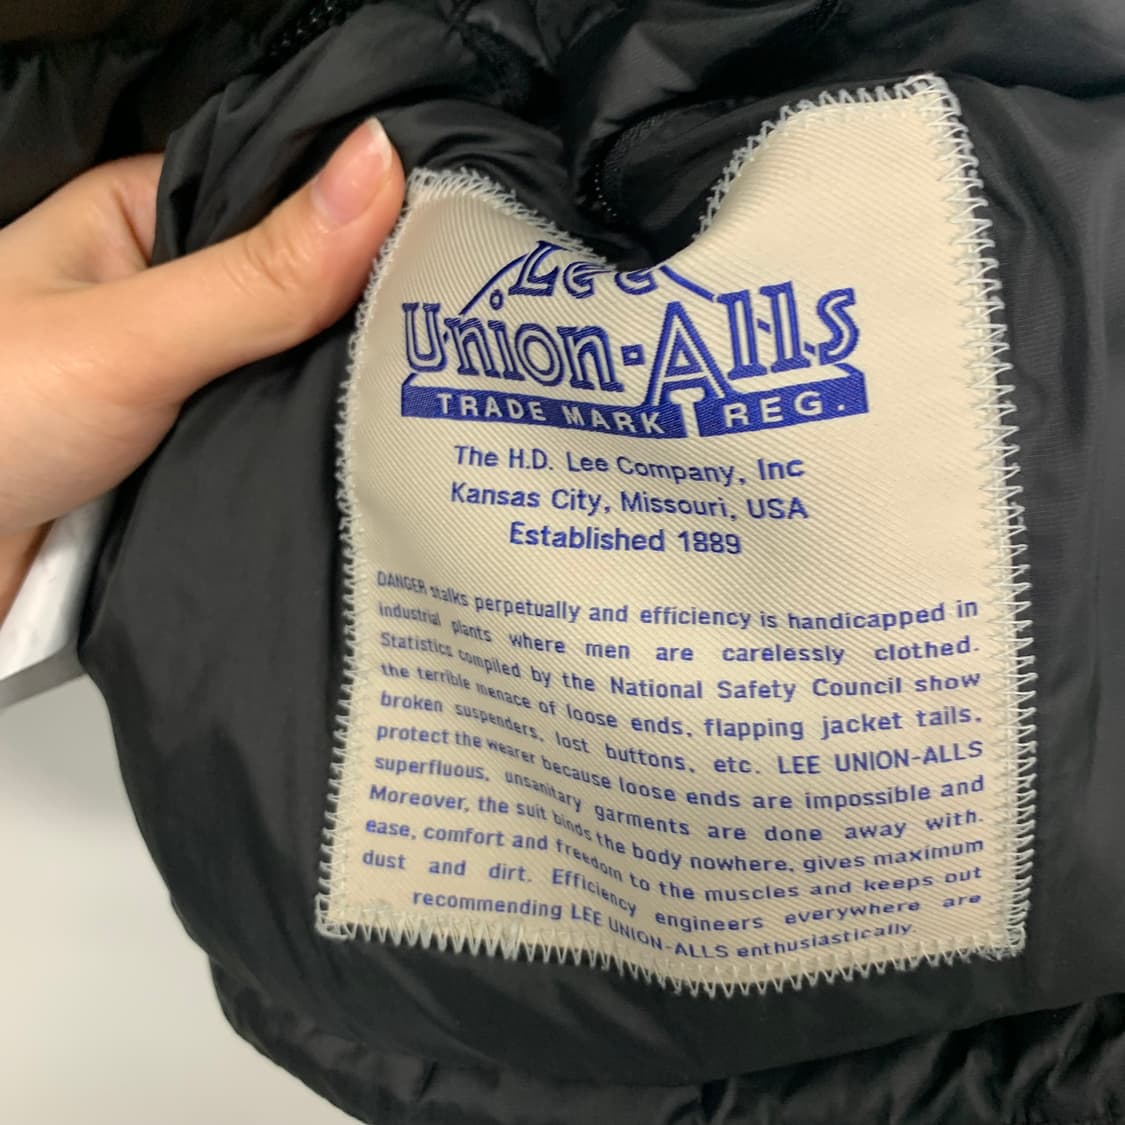 Lee
Union-Alls
TRADE MARK REG.
The H.D. Lee Company, Inc
Kansas City, Missouri, USA
Established 1889
DANGER stalks perpetually and efficiency is handicapped in
industrial plants where men are carelessly clothed.
Statistics compiled by the National Safety Council show
the terrible menace of loose ends, flapping jacket tails,
broken suspenders, lost buttons, etc. LEE UNION-ALLS
protect the wearer because loose ends are impossible and
superfluous, unsanitary garments are done away with.
Moreover, the suit binds the body nowhere, gives maximum
ease, comfort and freedom to the muscles and keeps out
dust and dirt. Efficiency engineers everywhere are
recommending LEE UNION-ALLS enthusiastically.